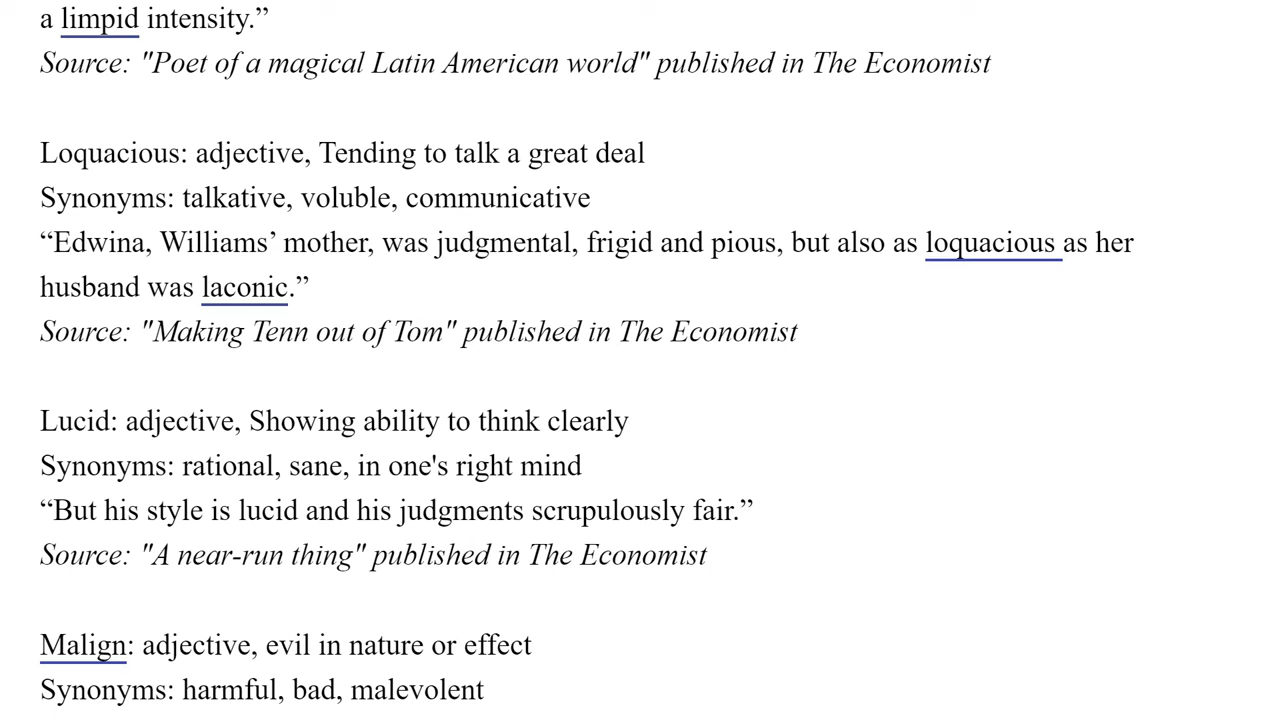 a limpid intensity.”
Source: "Poet of a magical Latin American world" published in The Economist
Loquacious: adjective, Tending to talk a great deal
Synonyms: talkative, voluble, communicative
“Edwina, Williams’ mother, was judgmental, frigid and pious, but also as loquacious as her
husband was laconic.”
Source: "Making Tenn out of Tom" published in The Economist
Lucid: adjective, Showing ability to think clearly
Synonyms: rational, sane, in one's right mind
“But his style is lucid and his judgments scrupulously fair.”
Source: "A near-run thing" published in The Economist
Malign: adjective, evil in nature or effect
Synonyms: harmful, bad, malevolent